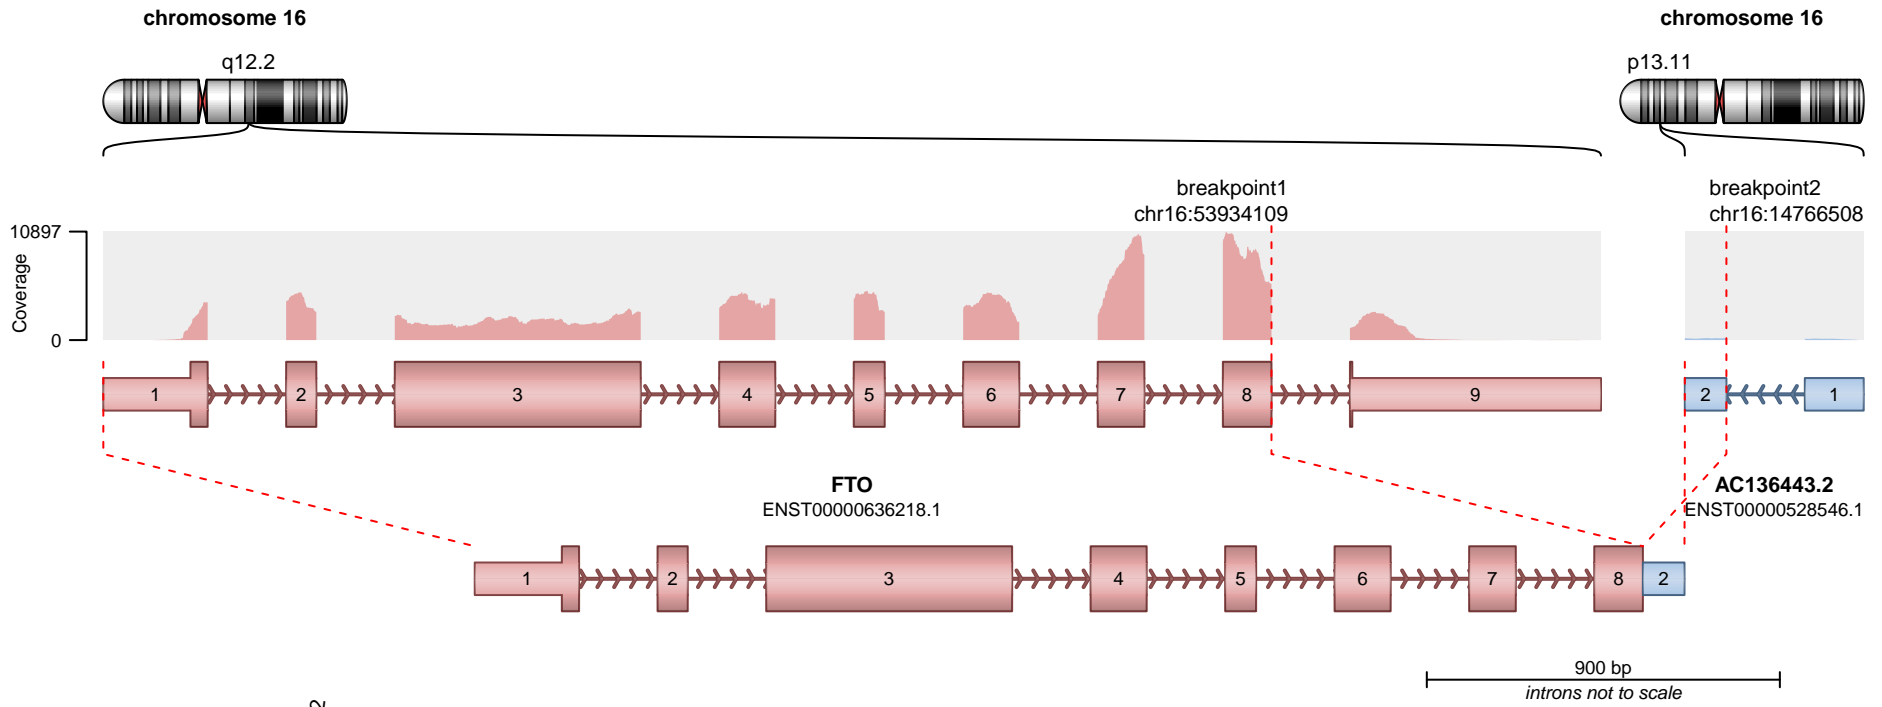 chromosome 16 chromosome 16
q12.2 p13.11
breakpoint1 breakpoint2
chr16:53934109 chr16:14766508
10897
Coverage
0
1 2 3 4 5 6 7 8 9 2 1
FTO AC136443.2
ENST00000636218.1 ENST00000528546.1
1 2 3 4 5 6 7 8 2
900 bp
introns not to scale